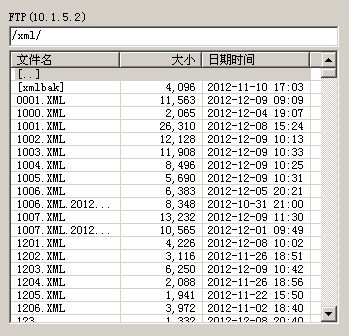 FTP(10.1.5.2)
/xml/
文件名 大小 日期时间
[..]
[xmlbak] 4,096 2012-11-10 17:03
0001.XML 11,563 2012-12-09 09:09
1000.XML 2,065 2012-12-04 19:07
1001.XML 26,310 2012-12-08 15:24
1002.XML 12,128 2012-12-09 10:13
1003.XML 11,908 2012-12-09 10:33
1004.XML 8,496 2012-12-09 10:25
1005.XML 5,690 2012-12-09 10:31
1006.XML 6,383 2012-12-05 20:21
1006.XML.2012... 8,348 2012-10-31 21:00
1007.XML 13,232 2012-12-09 11:30
1007.XML.2012... 10,565 2012-12-01 09:49
1201.XML 4,226 2012-12-08 10:02
1202.XML 3,116 2012-11-26 18:51
1203.XML 6,250 2012-12-09 10:42
1204.XML 2,088 2012-11-26 18:56
1205.XML 1,941 2012-11-22 15:50
1206.XML 3,972 2012-11-02 18:40